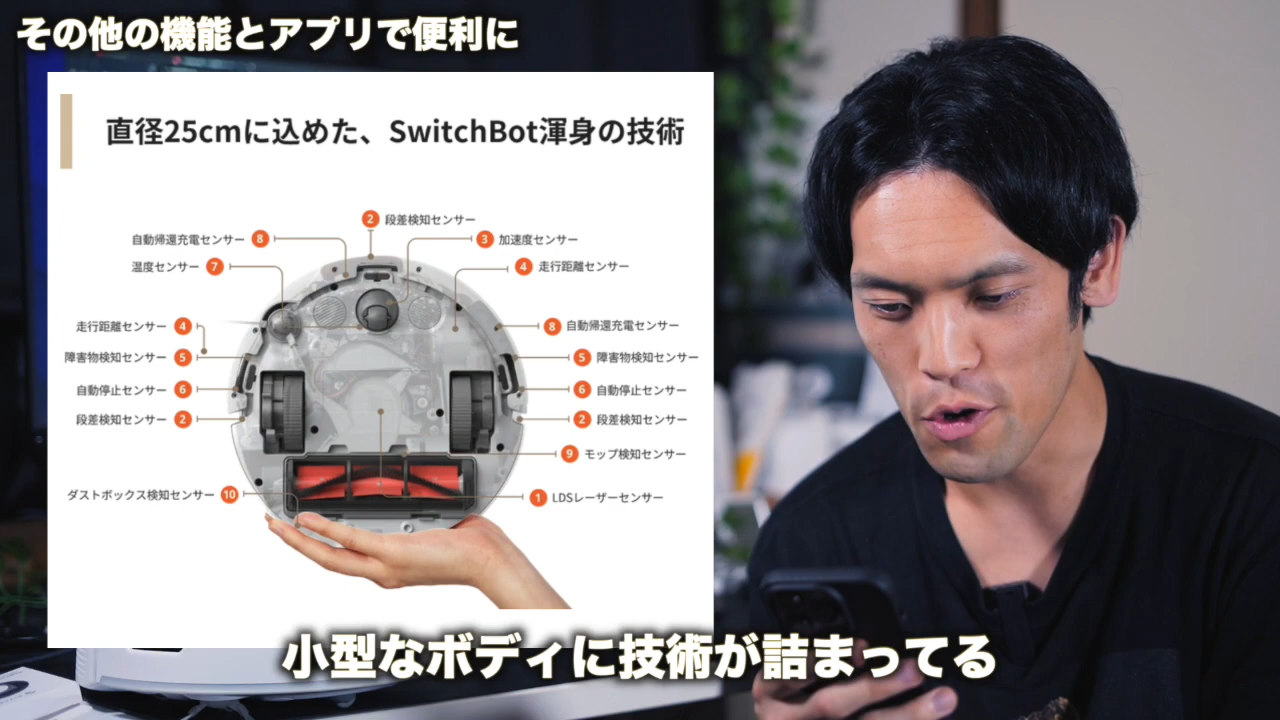 その他の機能とアプリで便利に
直径25cmに込めた、SwitchBot渾身の技術
2 段差検知センサー
自動帰還充電センサー 8
3 加速度センサー
温度センサー 7
4 走行距離センサー
走行距離センサー 4
8 自動帰還充電センサー
障害物検知センサー 5
5 障害物検知センサー
自動停止センサー 6
6 自動停止センサー
段差検知センサー 2
2 段差検知センサー
9 モップ検知センサー
ダストボックス検知センサー 10
1 LDSレーザーセンサー
小型なボディに技術が詰まってる